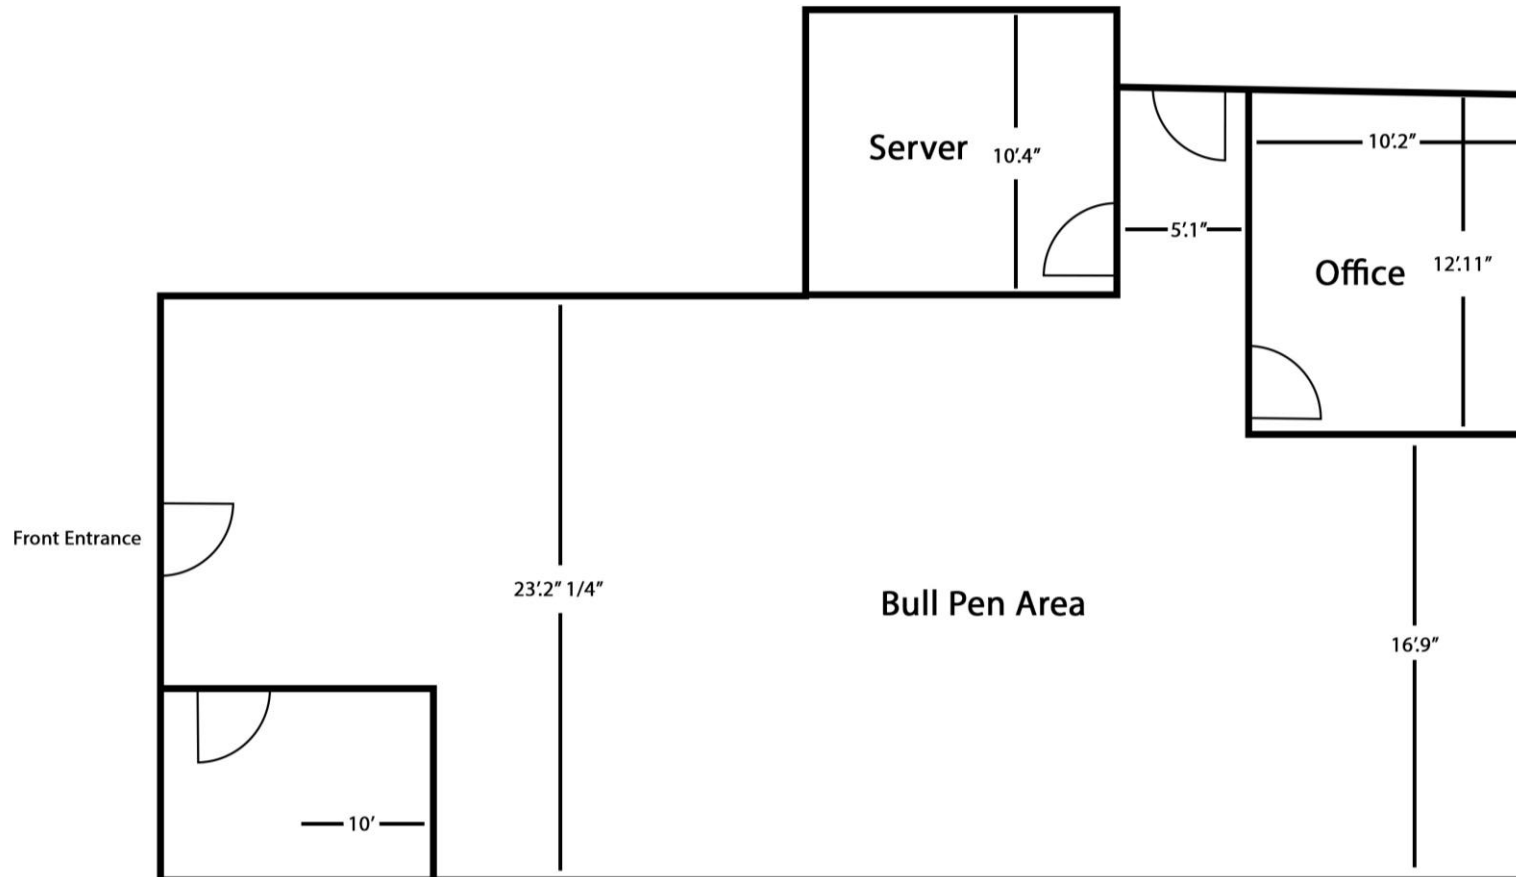 Server
10'.4"
10'.2"
5'.1"
Office
12'.11"
Front Entrance
23'.2" 1/4"
Bull Pen Area
16'.9"
10'